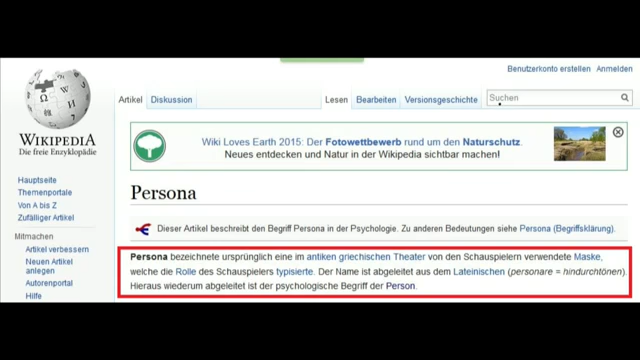 Benutzerkonto erstellen Anmelden
Artikel Diskussion Lesen Bearbeiten Versionsgeschichte Suchen
WIKIPEDIA
Die freie Enzyklopädie
Hauptseite
Themenportale
Von A bis Z
Zufälliger Artikel
Mitmachen
Artikel verbessern
Neuen Artikel
anlegen
Autorenportal
Hilfe
Wiki Loves Earth 2015: Der Fotowettbewerb rund um den Naturschutz.
Neues entdecken und Natur in der Wikipedia sichtbar machen!
Persona
Dieser Artikel beschreibt den Begriff Persona in der Psychologie. Zu anderen Bedeutungen siehe Persona (Begriffsklärung).
Persona bezeichnete ursprünglich eine im antiken griechischen Theater von den Schauspielern verwendete Maske,
welche die Rolle des Schauspielers typisierte. Der Name ist abgeleitet aus dem Lateinischen (personare = hindurchtönen).
Hieraus wiederum abgeleitet ist der psychologische Begriff der Person.